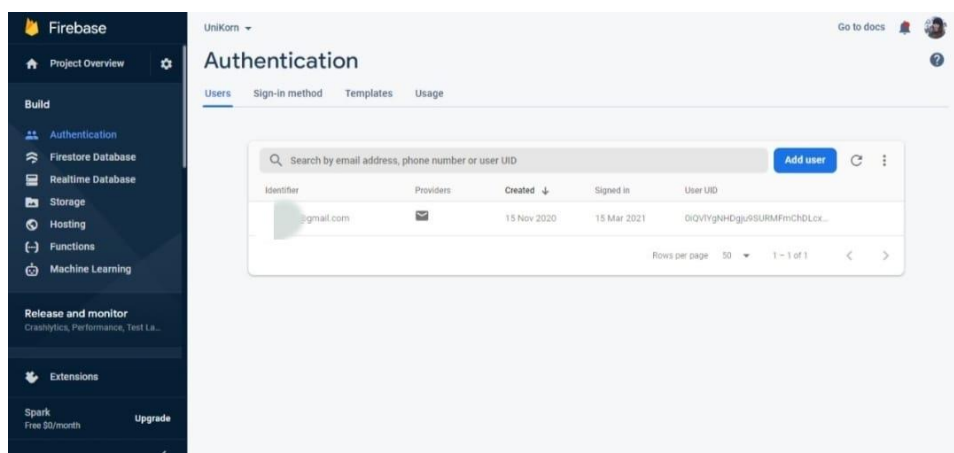 Firebase
Project Overview
Build
Authentication
Firestore Database
Realtime Database
Storage
Hosting
Functions
Machine Learning
Release and monitor
Crashlytics, Performance, Test La...
Extensions
Spark
Free $0/month
Upgrade
UniKorn
Go to docs
Authentication
Users Sign-in method Templates Usage
Search by email address, phone number or user UID
Add user
Identifier Providers Created Signed in User UID
@gmail.com 15 Nov 2020 15 Mar 2021
Rows per page 50 1 – 1 of 1